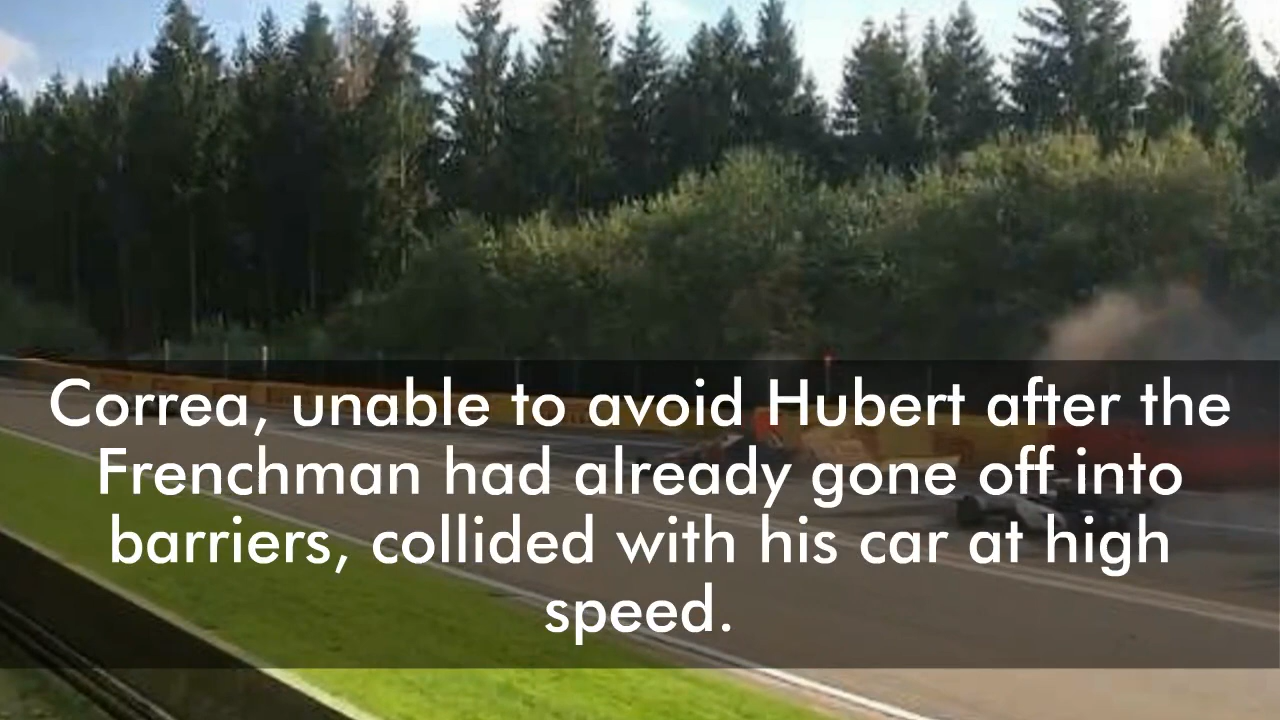 Correa, unable to avoid Hubert after the
Frenchman had already gone off into
barriers, collided with his car at high
speed.